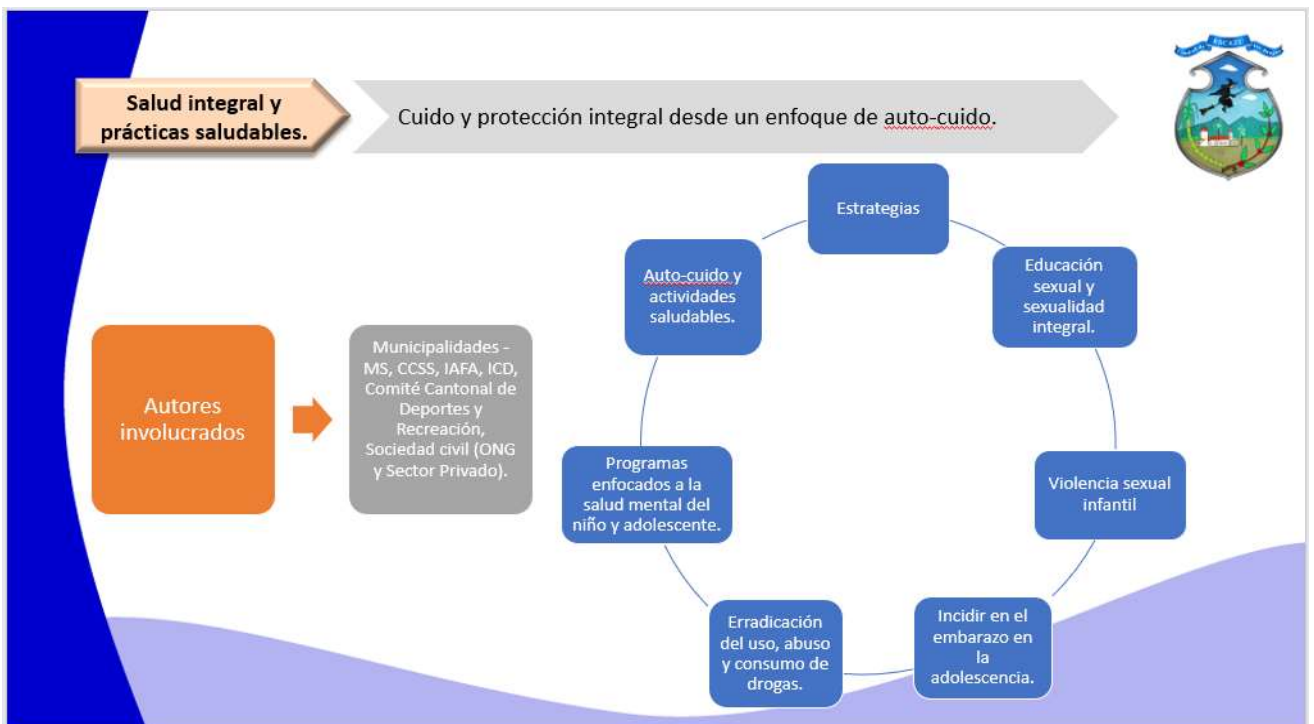 ESCAZÚ
Salud integral y
prácticas saludables.
Cuido y protección integral desde un enfoque de auto-cuido.
Autores
involucrados
Municipalidades -
MS, CCSS, IAFA, ICD,
Comité Cantonal de
Deportes y
Recreación,
Sociedad civil (ONG
y Sector Privado).
Estrategias
Educación
sexual y
sexualidad
integral.
Violencia sexual
infantil
Incidir en el
embarazo en
la
adolescencia.
Erradicación
del uso, abuso
y consumo de
drogas.
Programas
enfocados a la
salud mental del
niño y adolescente.
Auto-cuido y
actividades
saludables.